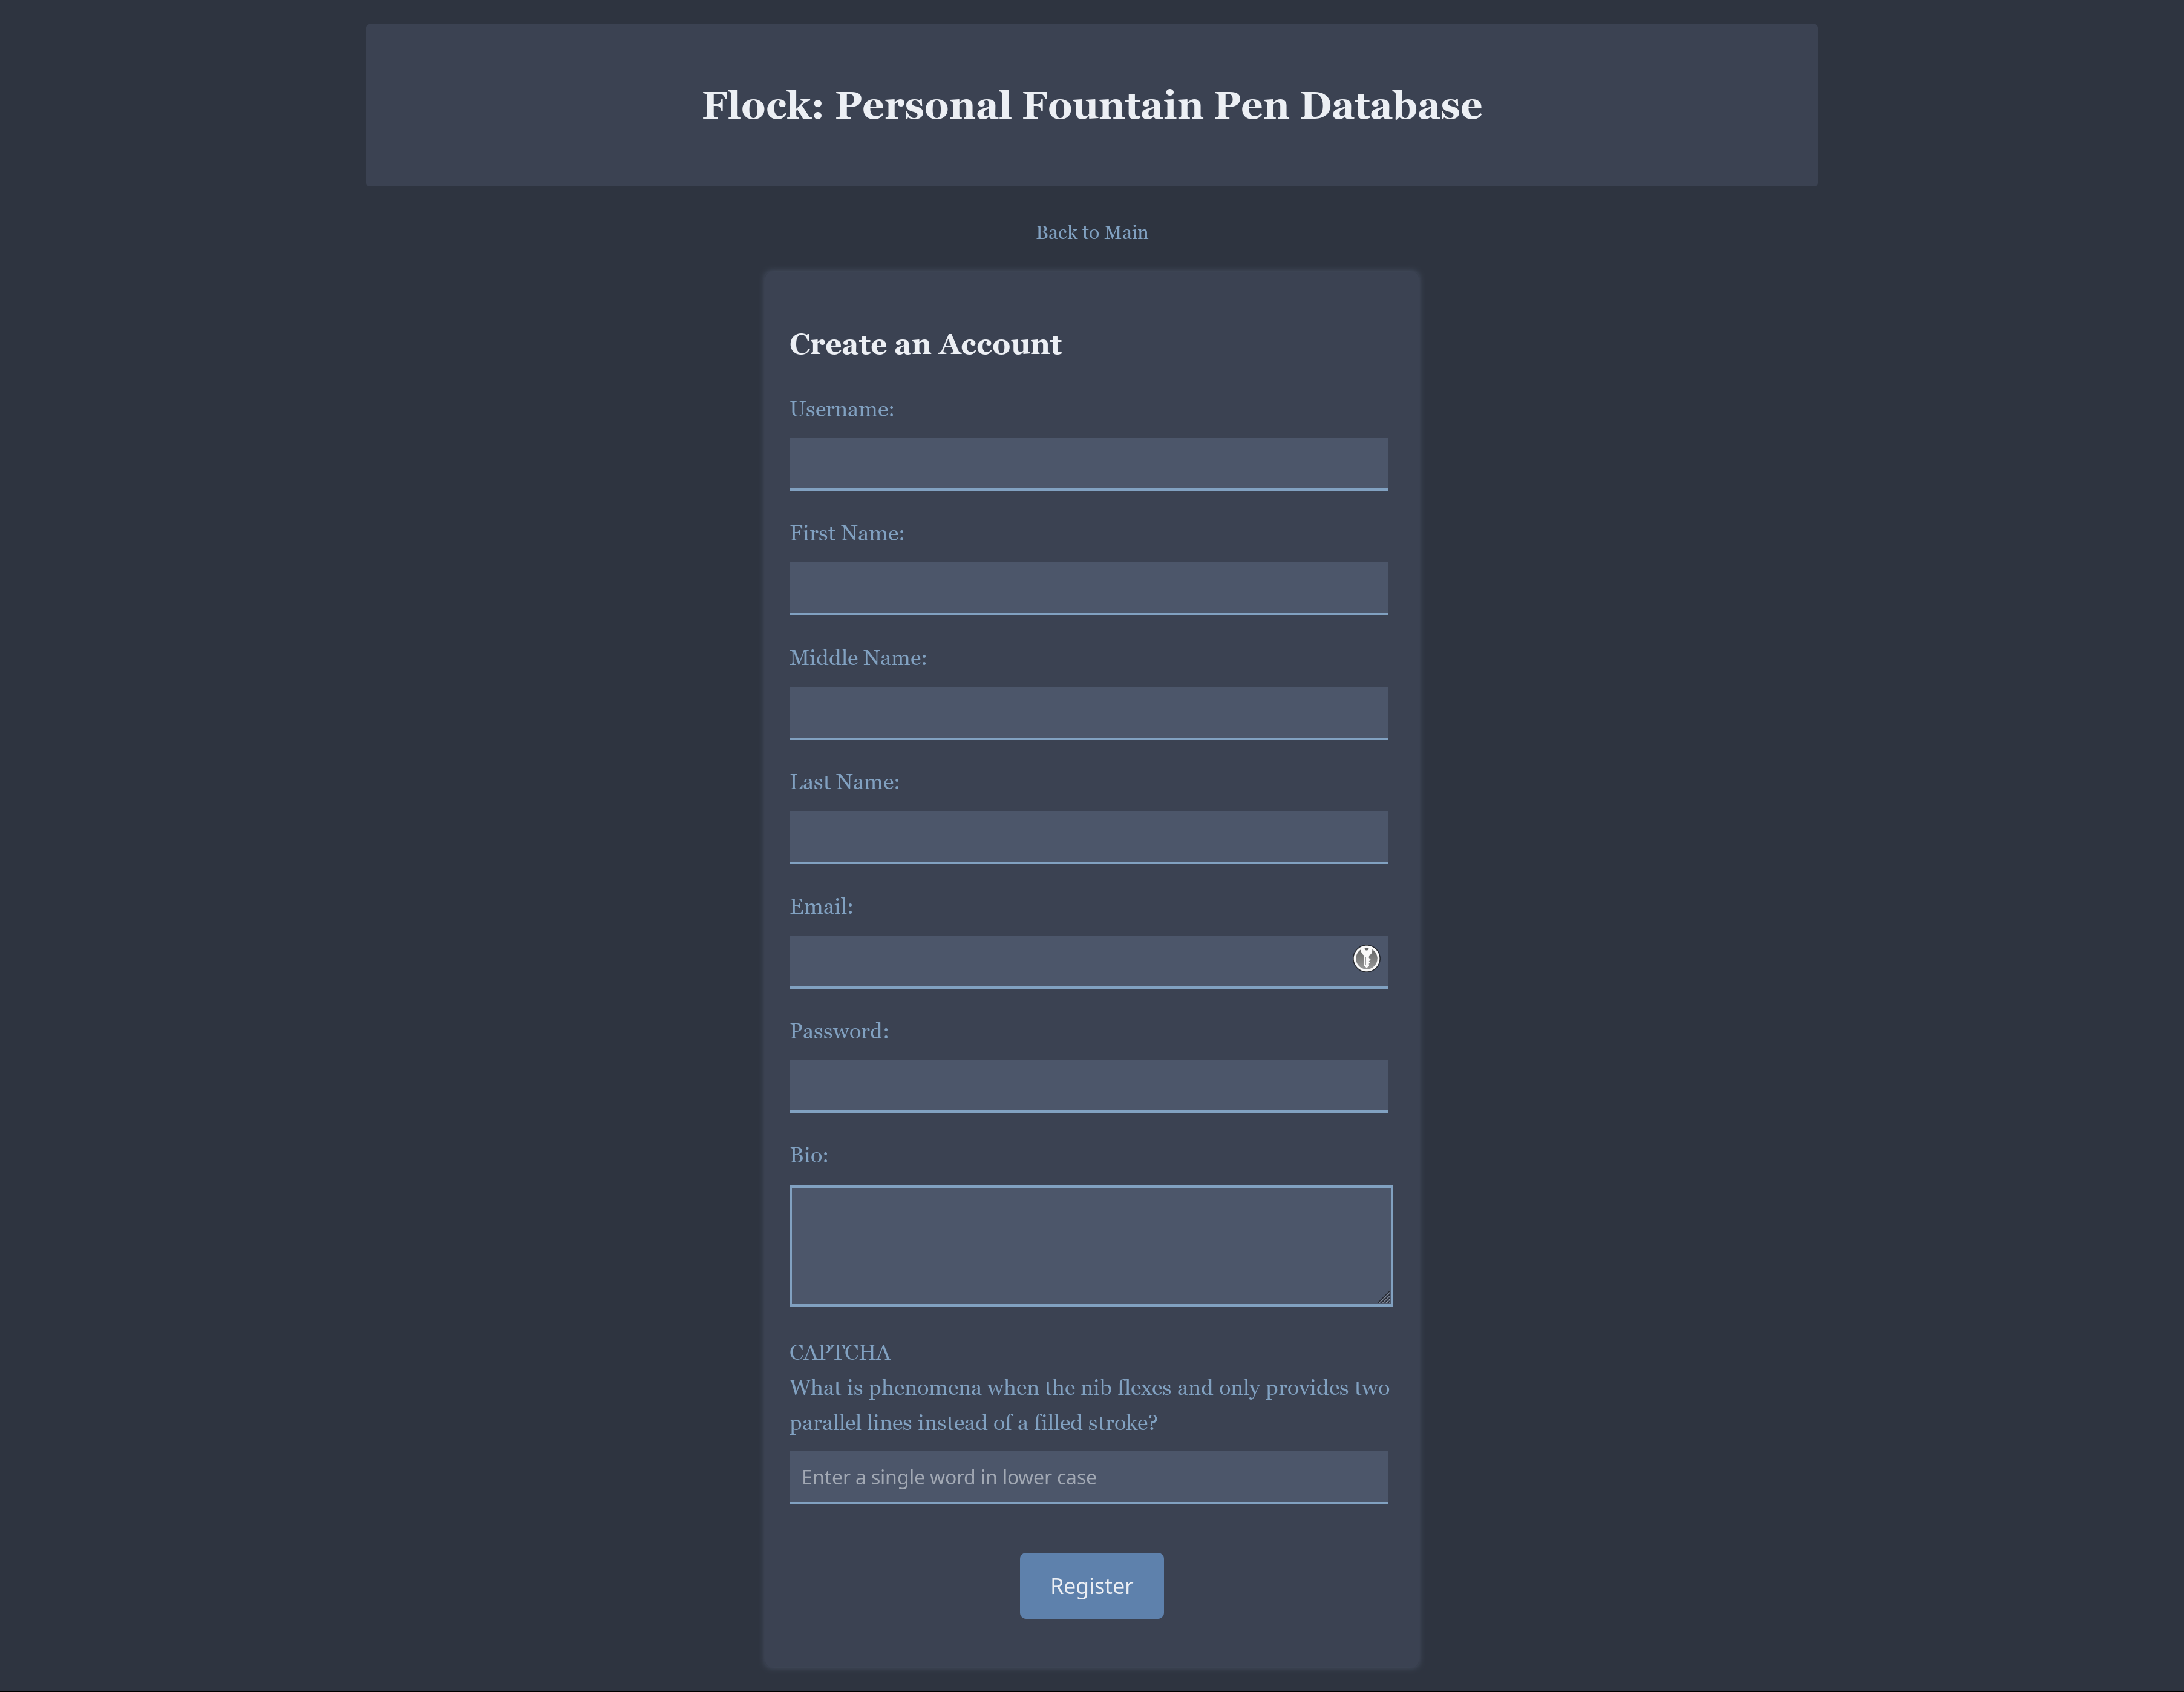 Flock: Personal Fountain Pen Database
Back to Main
Create an Account
Username:
First Name:
Middle Name:
Last Name:
Email:
Password:
Bio:
CAPTCHA
What is phenomena when the nib flexes and only provides two
parallel lines instead of a filled stroke?
Enter a single word in lower case
Register